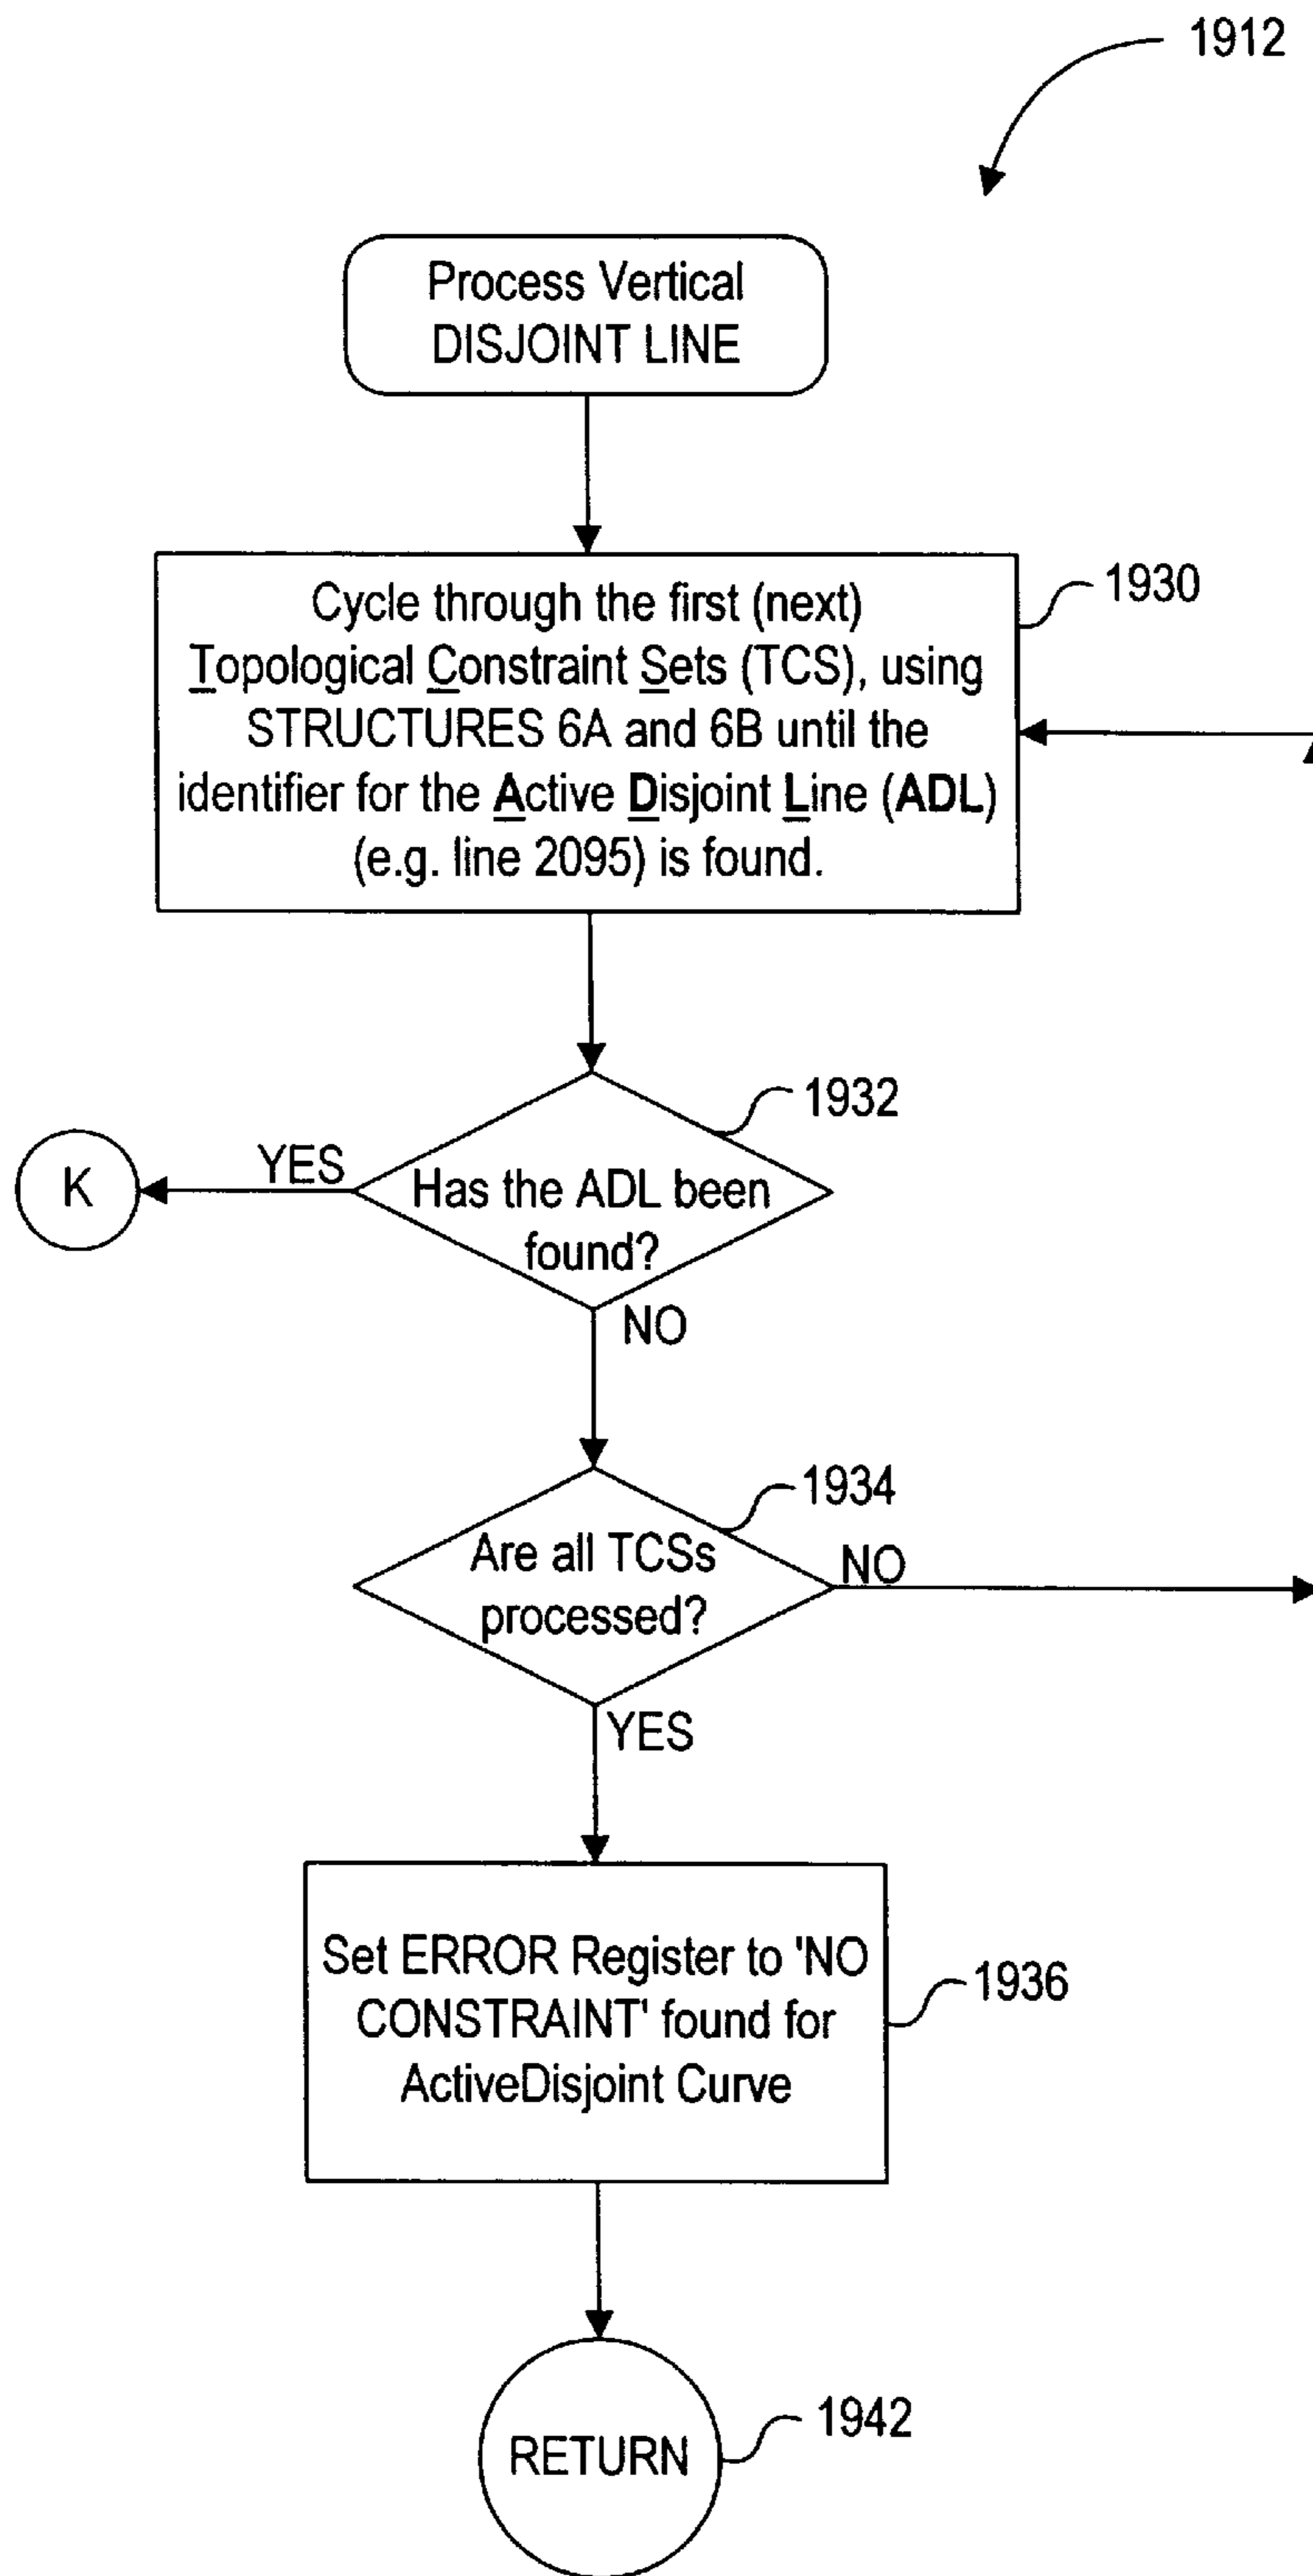 1912
Process Vertical
DISJOINT LINE
Cycle through the first (next)
Topological Constraint Sets (TCS), using
STRUCTURES 6A and 6B until the
identifier for the Active Disjoint Line (ADL)
(e.g. line 2095) is found.
1930
1932
K
YES
Has the ADL been
found?
NO
1934
Are all TCSs
processed?
NO
YES
Set ERROR Register to 'NO
CONSTRAINT' found for
ActiveDisjoint Curve
1936
RETURN
1942